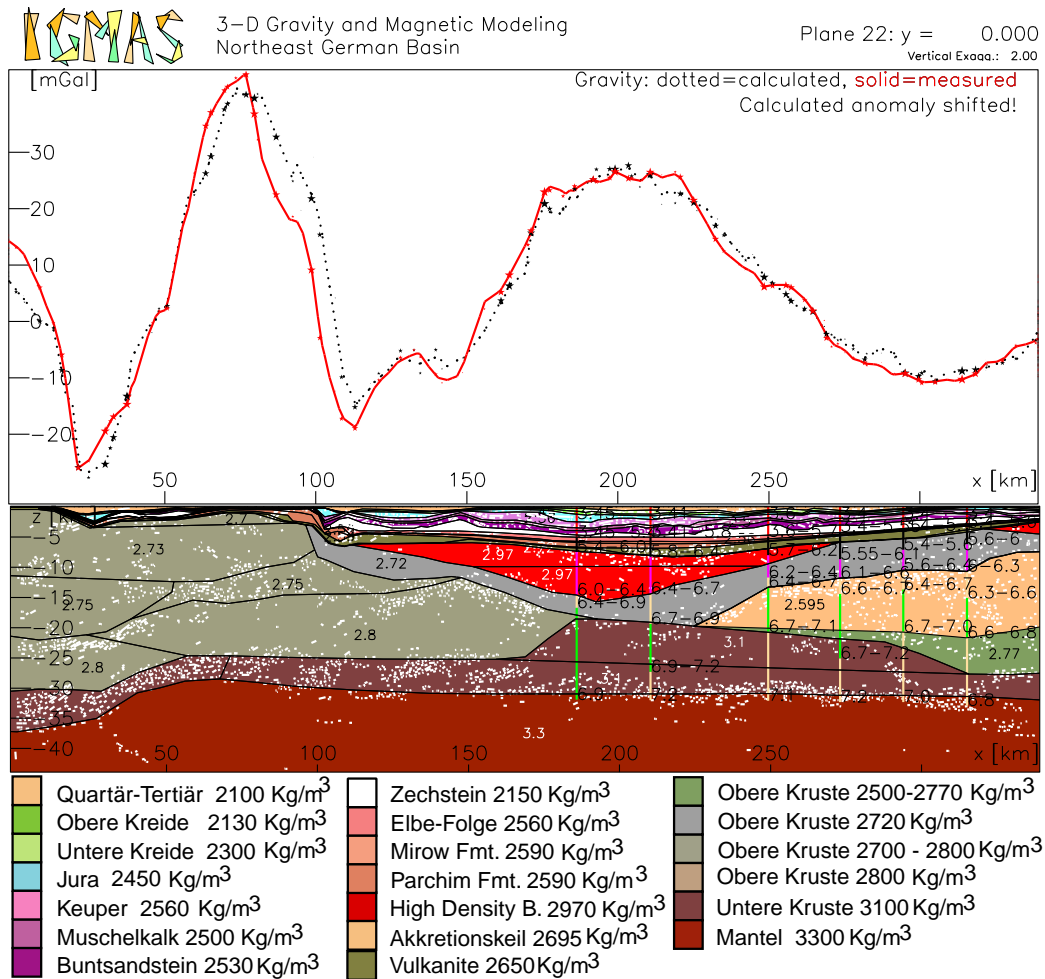 IGMAS
3-D Gravity and Magnetic Modeling
Northeast German Basin
Plane 22: y = 0.000
Vertical Exagg.: 2.00
[mGal]
Gravity: dotted=calculated, solid=measured
Calculated anomaly shifted!
30
20
10
0
-10
-20
50 100 150 200 250 x [km]
z
-5
-10
-15
-20
-25
-30
-35
-40
2.7
2.73
2.75
2.75
2.8
2.8
2.72
2.97
2.97
2.595
2.77
3.1
3.1
3.3
5.55-6.1
6.0-6.4
6.4-6.9
6.4-6.7
6.7-6.9
6.9-7.2
6.2-6.4
6.7-7.1
6.6-6.7
6.7-7.2
6.4-6.7
6.7-7.0
6.3-6.6
6.6-6.8
6.9
7.1
7.2
6.8
50 100 150 200 250 x [km]
Quartär-Tertiär 2100 Kg/m³
Obere Kreide 2130 Kg/m³
Untere Kreide 2300 Kg/m³
Jura 2450 Kg/m³
Keuper 2560 Kg/m³
Muschelkalk 2500 Kg/m³
Buntsandstein 2530 Kg/m³
Zechstein 2150 Kg/m³
Elbe-Folge 2560 Kg/m³
Mirow Fmt. 2590 Kg/m³
Parchim Fmt. 2590 Kg/m³
High Density B. 2970 Kg/m³
Akkretionskeil 2695 Kg/m³
Vulkanite 2650Kg/m³
Obere Kruste 2500-2770 Kg/m³
Obere Kruste 2720 Kg/m³
Obere Kruste 2700 - 2800 Kg/m³
Obere Kruste 2800 Kg/m³
Untere Kruste 3100 Kg/m³
Mantel 3300 Kg/m³